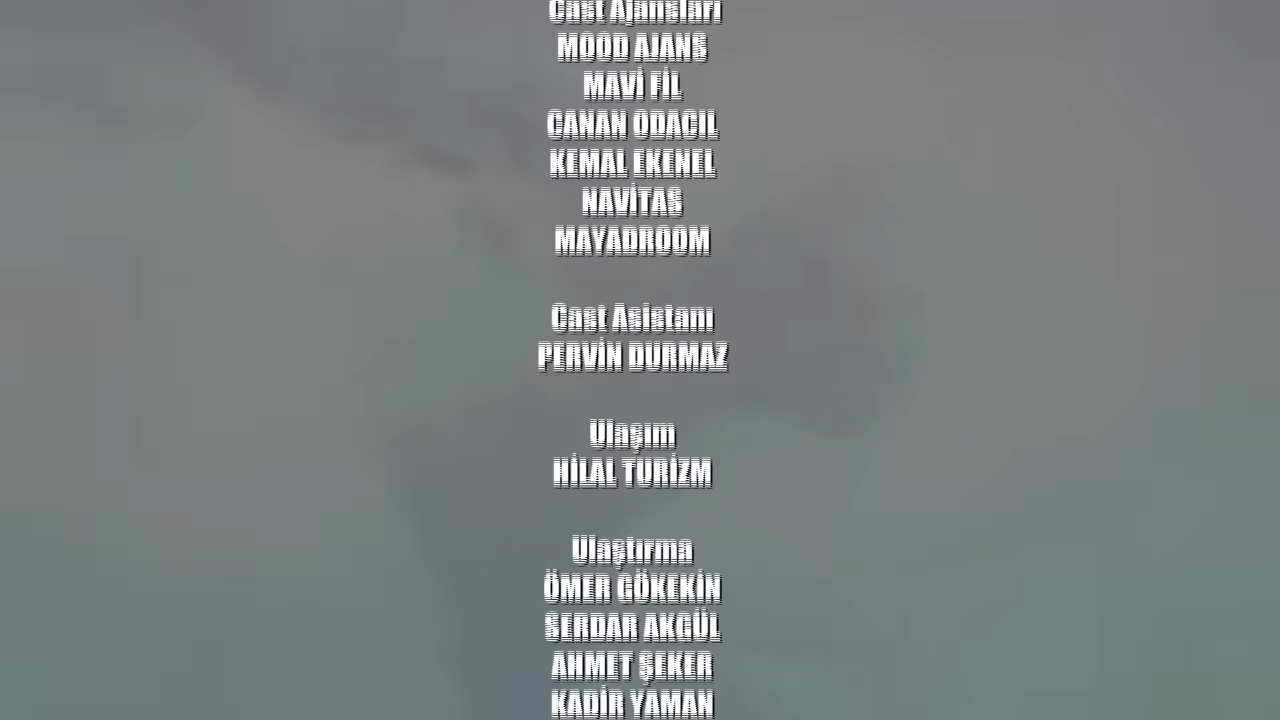 Cast Ajansları
MOOD AJANS
MAVİ FİL
CANAN ODACIL
KEMAL EKENEL
NAVİTAS
MAYADROOM
Cast Asistanı
PERVİN DURMAZ
Ulaşım
HİLAL TURİZM
Ulaştırma
ÖMER GÖKEKİN
SERDAR AKGÜL
AHMET ŞEKER
KADİR YAMAN